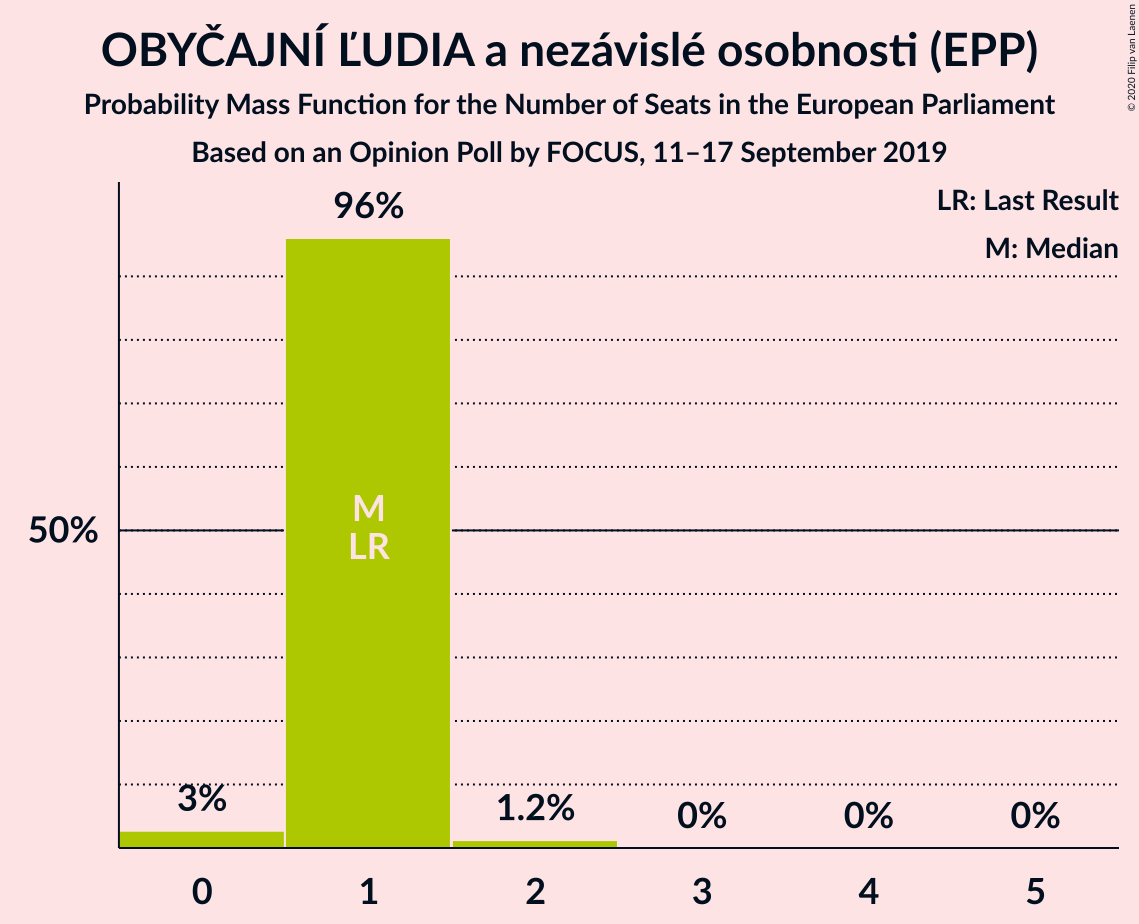 OBYČAJNÍ ĽUDIA a nezávislé osobnosti (EPP)
Probability Mass Function for the Number of Seats in the European Parliament
Based on an Opinion Poll by FOCUS, 11–17 September 2019
© 2020 Filip van Laenen
LR: Last Result
M: Median
96%
M
LR
50%
3%
1.2%
0%
0%
0%
0
1
2
3
4
5